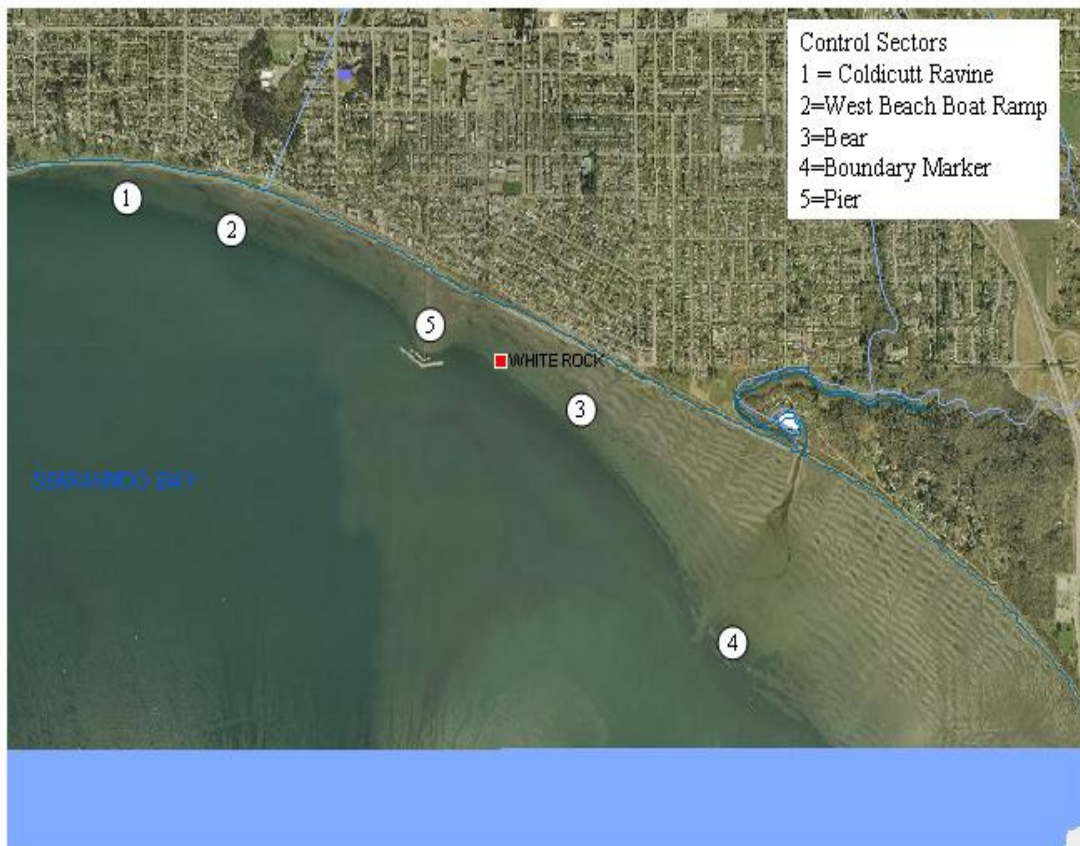 Control Sectors
1 = Coldicutt Ravine
2=West Beach Boat Ramp
3=Bear
4=Boundary Marker
5=Pier
1
2
5
WHITE ROCK
3
BAY
4